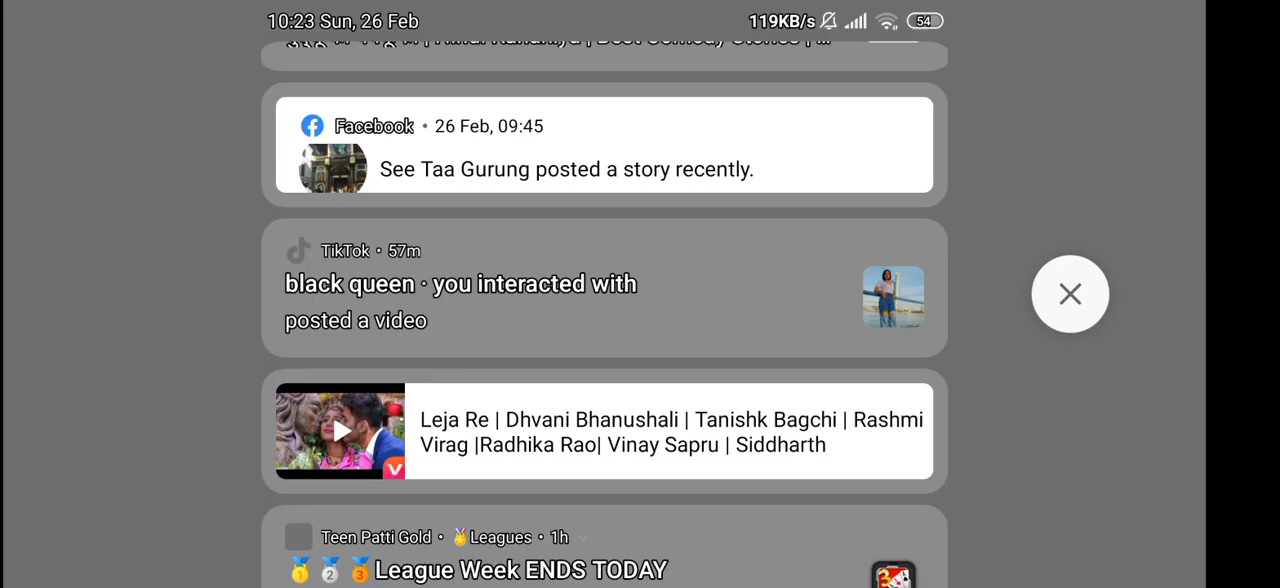 10:23 Sun, 26 Feb 119KB/s 54
Facebook • 26 Feb, 09:45
See Taa Gurung posted a story recently.
TikTok • 57m
black queen · you interacted with
posted a video
Leja Re | Dhvani Bhanushali | Tanishk Bagchi | Rashmi
Virag |Radhika Rao| Vinay Sapru | Siddharth
Teen Patti Gold • 🏅Leagues • 1h
🥇 🥈 🥉League Week ENDS TODAY